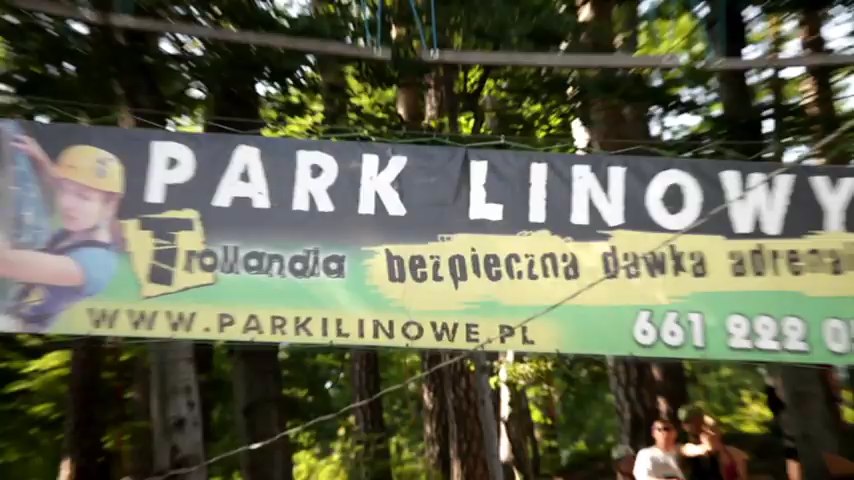 PARK LINOWY
Trollandia bezpieczna dawka
WWW.PARKILINOWE.PL 661 222